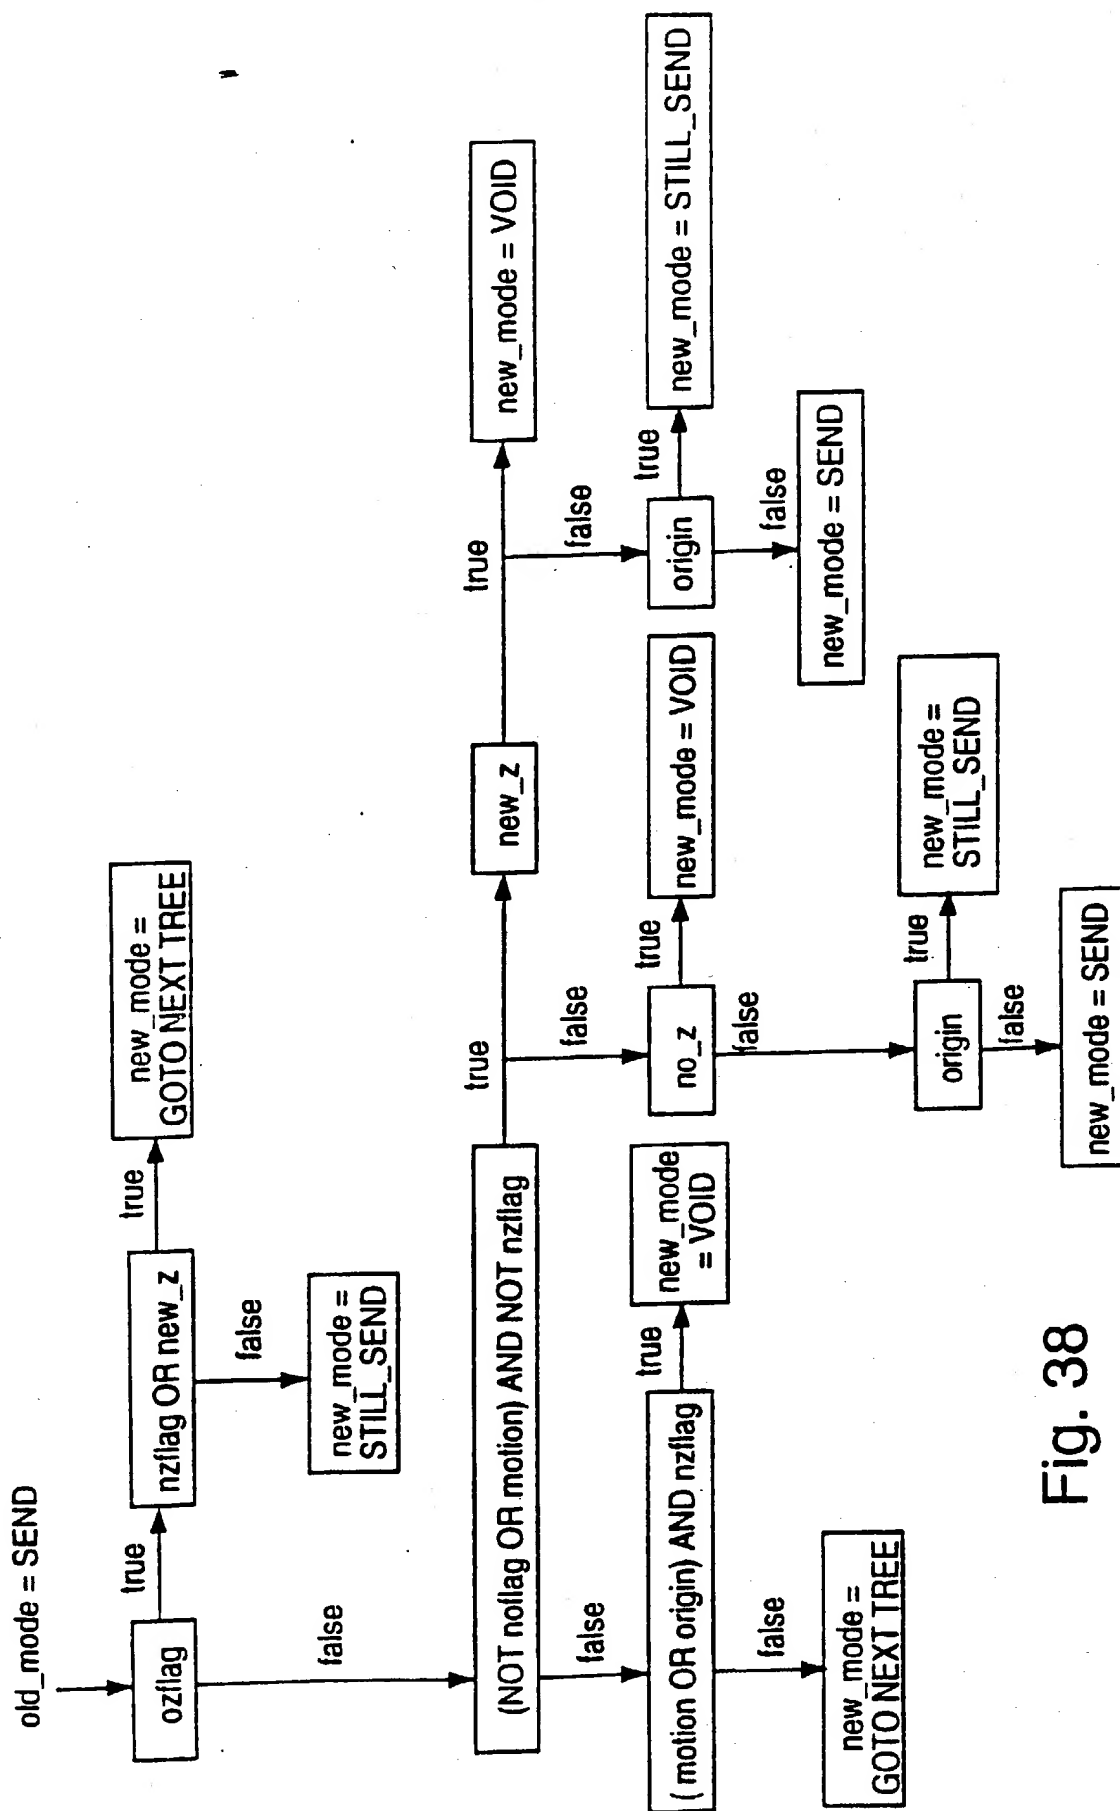 old_mode = SEND
ozflag
true
nzflag OR new_z
true
new_mode =
GOTO NEXT TREE
false
new_mode =
STILL_SEND
false
(NOT noflag OR motion) AND NOT nzflag
true
new_z
true
new_mode = VOID
false
origin
true
new_mode = STILL_SEND
false
new_mode = SEND
false
no_z
true
new_mode = VOID
false
origin
true
new_mode =
STILL_SEND
false
new_mode = SEND
false
( motion OR origin) AND nzflag
true
new_mode
= VOID
false
new_mode =
GOTO NEXT TREE
Fig. 38